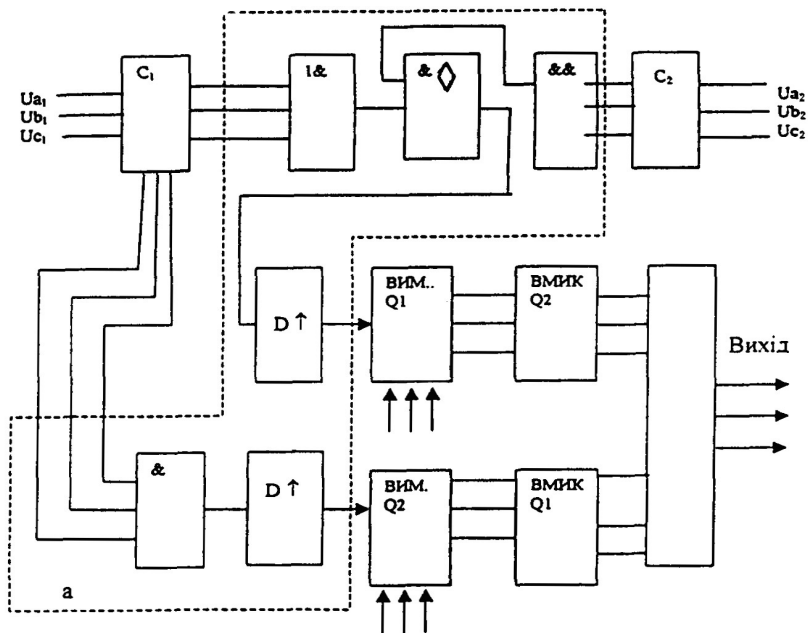 C₁
1&
& ◊
&&
C₂
Ua₁
Ub₁
Uc₁
Ua₂
Ub₂
Uc₂
D ↑
ВИМ..
Q1
ВМИК
Q2
Вихід
&
D ↑
ВИМ.
Q2
ВМИК
Q1
а